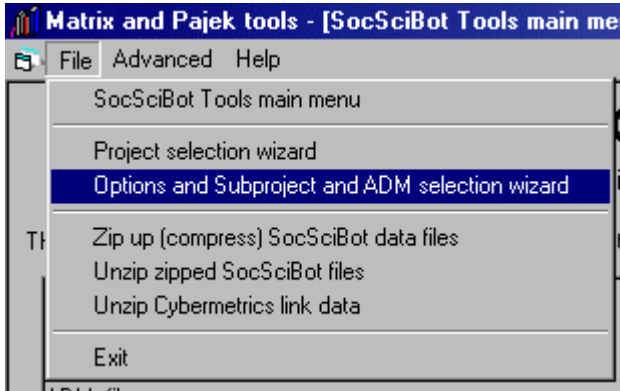 Matrix and Pajek tools - [SocSciBot Tools main me
File Advanced Help
SocSciBot Tools main menu
Project selection wizard
Options and Subproject and ADM selection wizard
Zip up (compress) SocSciBot data files
Unzip zipped SocSciBot files
Unzip Cybermetrics link data
Exit